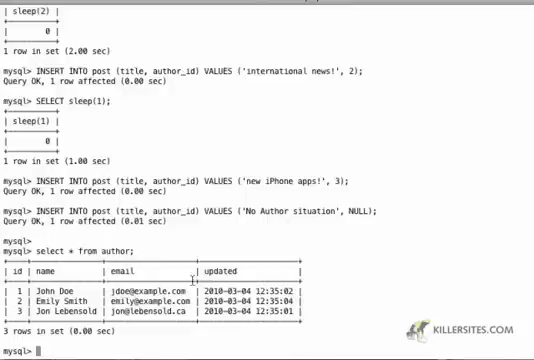 | sleep(2) |
+----------+
|        0 |
+----------+
1 row in set (2.00 sec)
mysql> INSERT INTO post (title, author_id) VALUES ('international news!', 2);
Query OK, 1 row affected (0.00 sec)
mysql> SELECT sleep(1);
+----------+
| sleep(1) |
+----------+
|        0 |
+----------+
1 row in set (1.00 sec)
mysql> INSERT INTO post (title, author_id) VALUES ('new iPhone apps!', 3);
Query OK, 1 row affected (0.00 sec)
mysql> INSERT INTO post (title, author_id) VALUES ('No Author situation', NULL);
Query OK, 1 row affected (0.01 sec)
mysql>
mysql> select * from author;
+----+--------------+-------------------+---------------------+
| id | name         | email             | updated             |
+----+--------------+-------------------+---------------------+
|  1 | John Doe     | jdoe@example.com  | 2010-03-04 12:35:02 |
|  2 | Emily Smith  | emily@example.com | 2010-03-04 12:35:04 |
|  3 | Jon Lebensold | jon@lebensold.ca  | 2010-03-04 12:35:01 |
+----+--------------+-------------------+---------------------+
3 rows in set (0.00 sec)
mysql>
KILLERSITES.COM